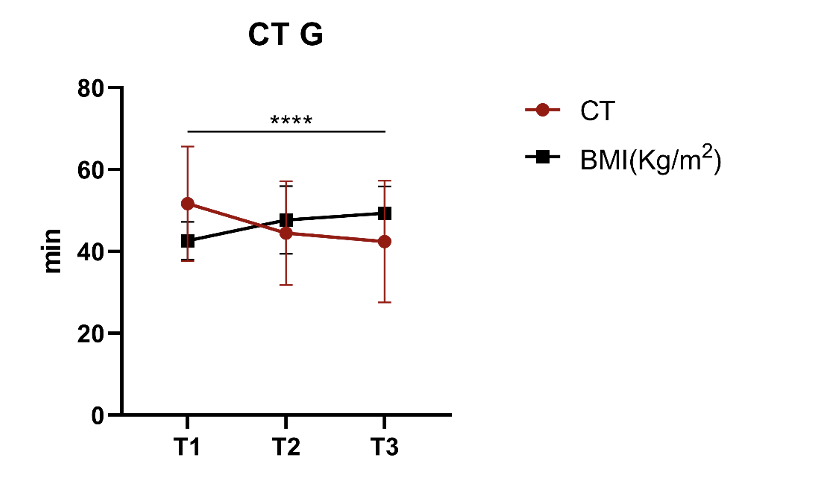 CT G
80
60
40
20
0
min
****
T1 T2 T3
CT
BMI(Kg/m²)